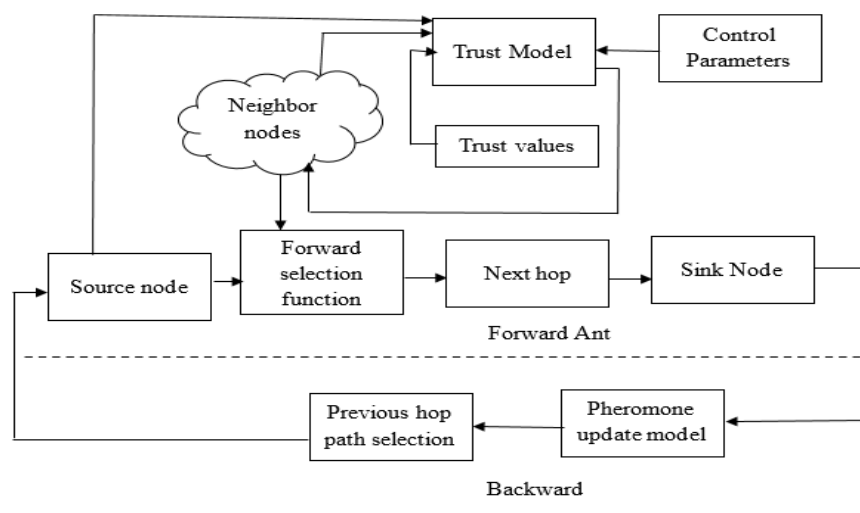 Trust Model
Control
Parameters
Neighbor
nodes
Trust values
Source node
Forward
selection
function
Next hop
Sink Node
Forward Ant
Previous hop
path selection
Pheromone
update model
Backward